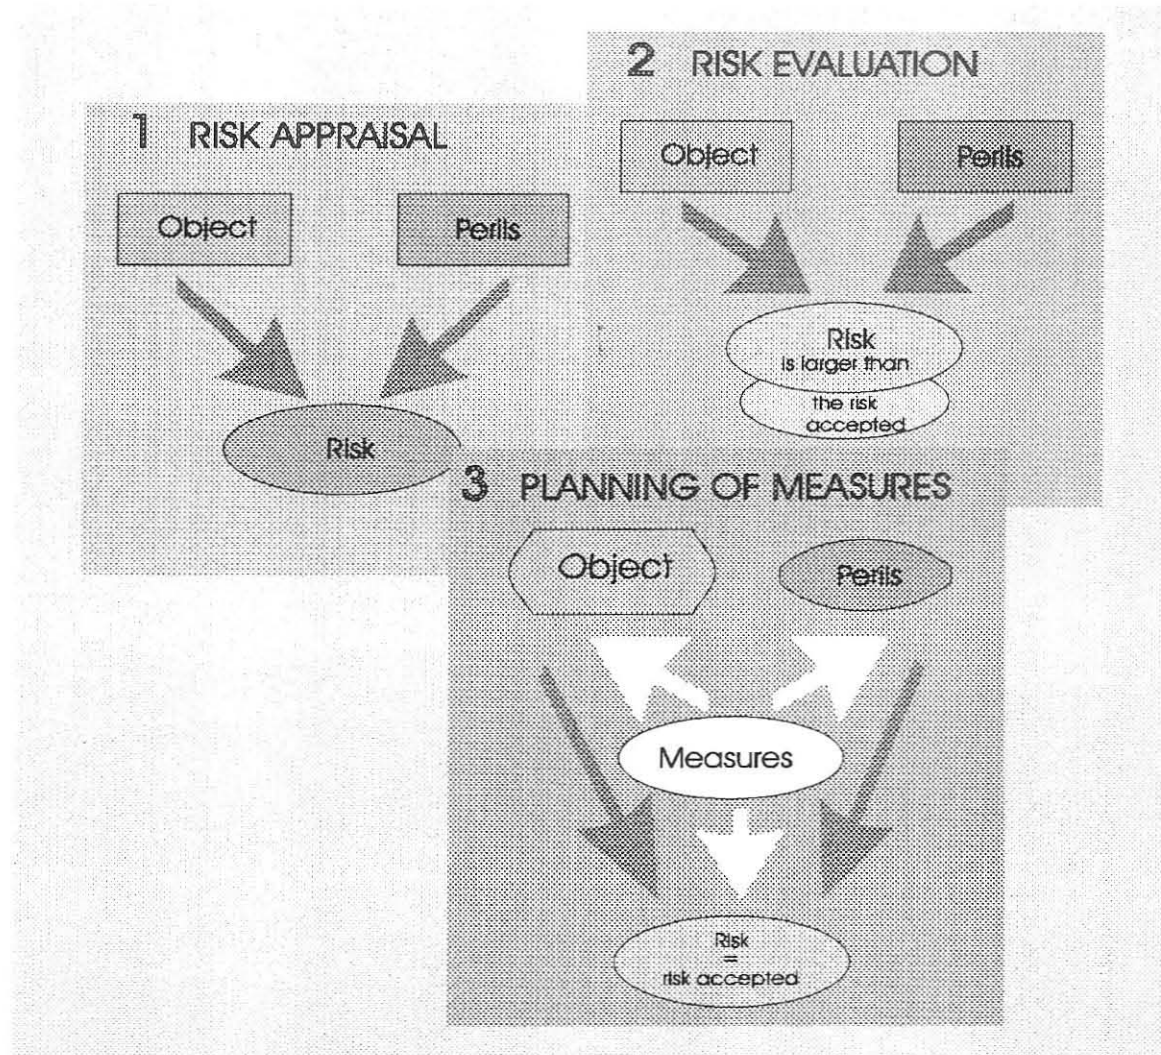 1 RISK APPRAISAL
Object
Perils
Risk
2 RISK EVALUATION
Object
Perils
Risk
is larger than
the risk
accepted
3 PLANNING OF MEASURES
Object
Perils
Measures
Risk
=
risk accepted